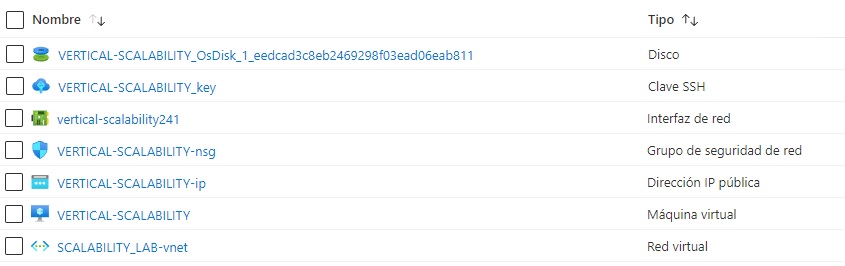 Nombre ↑↓ Tipo ↑↓
VERTICAL-SCALABILITY_OsDisk_1_eedcad3c8eb2469298f03ead06eab811 Disco
VERTICAL-SCALABILITY_key Clave SSH
vertical-scalability241 Interfaz de red
VERTICAL-SCALABILITY-nsg Grupo de seguridad de red
VERTICAL-SCALABILITY-ip Dirección IP pública
VERTICAL-SCALABILITY Máquina virtual
SCALABILITY_LAB-vnet Red virtual